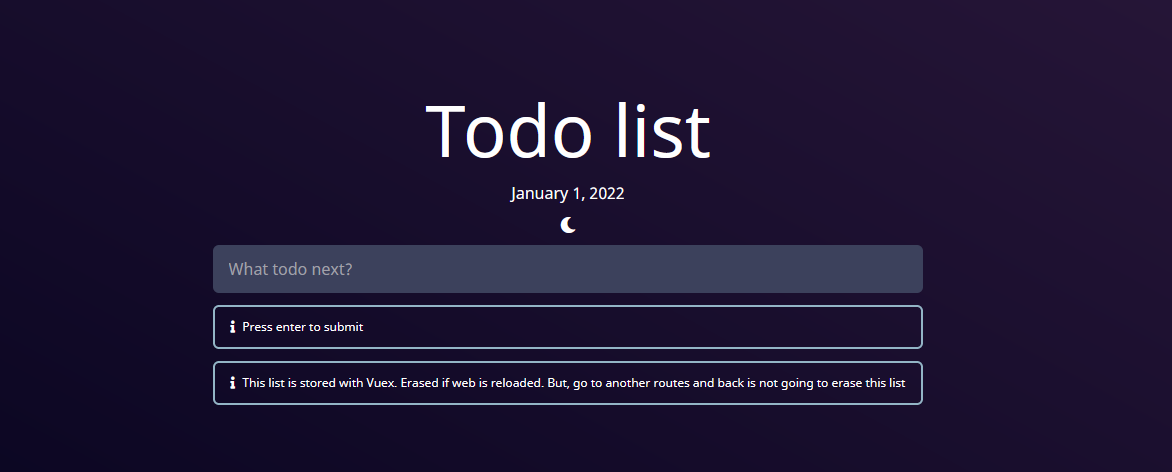 Todo list
January 1, 2022
What todo next?
Press enter to submit
This list is stored with Vuex. Erased if web is reloaded. But, go to another routes and back is not going to erase this list